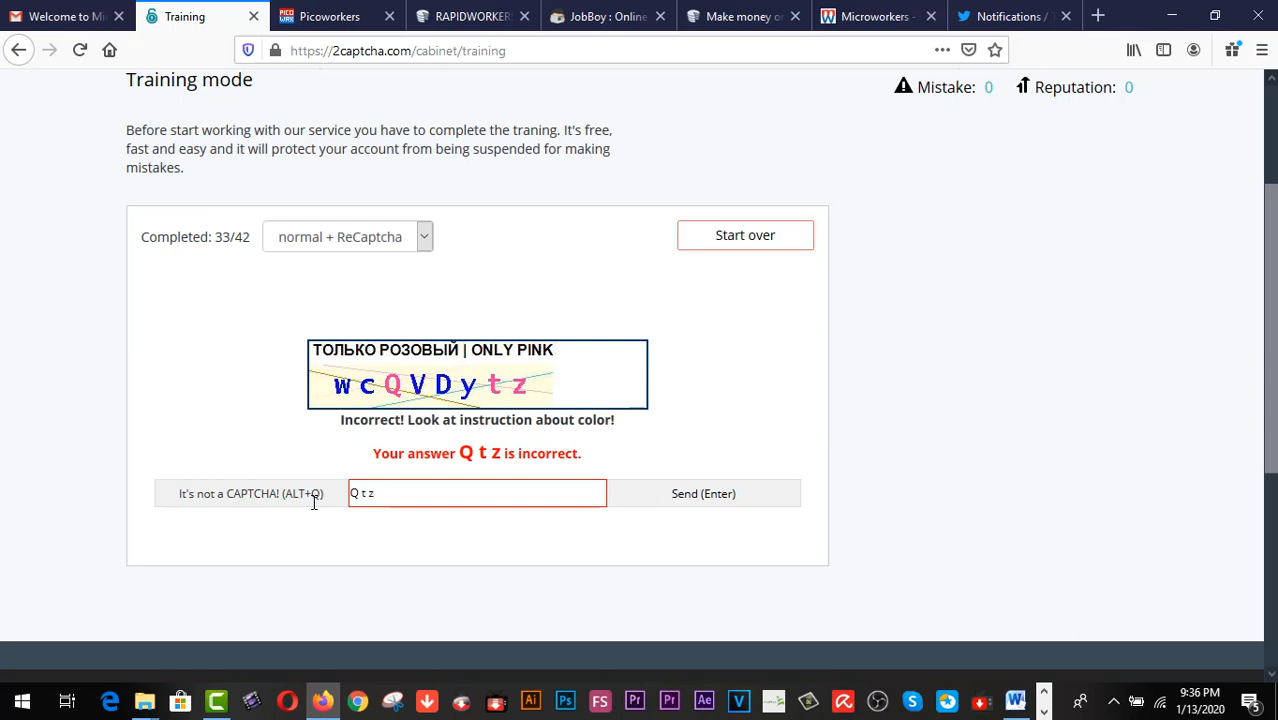 Welcome to Mi
Training
Picoworkers
RAPIDWORKERS
JobBoy : Online
Make money on
Microworkers -
Notifications / T
https://2captcha.com/cabinet/training
Training mode
Mistake: 0
Reputation: 0
Before start working with our service you have to complete the traning. It's free,
fast and easy and it will protect your account from being suspended for making
mistakes.
Completed: 33/42
normal + ReCaptcha
Start over
ТОЛЬКО РОЗОВЫЙ | ONLY PINK
w c Q V D y t z
Incorrect! Look at instruction about color!
Your answer Q t z is incorrect.
It's not a CAPTCHA! (ALT+Q)
Q t z
Send (Enter)
9:36 PM
1/13/2020